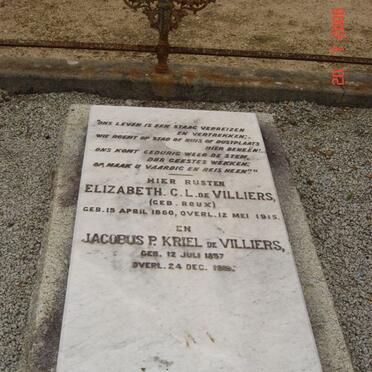 "ONS LEVEN IS EEN STAAG VERREIZEN
EN VERTREKKEN;
WIE ROEPT OP STAD OF HUIS OF RUSTPLAATS
HIER BENEÊN!
ONS KOMT GEDURIG WEER DE STEM,
DES GEESTES WEKKEN;
OP, MAAK U VAARDIG EN REIS HEEN!"
HIER RUSTEN
ELIZABETH. C. L. DE VILLIERS,
(GEB. ROUX)
GEB. 15 APRIL 1860, OVERL. 12 MEI 1915.
EN
JACOBUS P. KRIEL DE VILLIERS,
GEB. 12 JULI 1857
OVERL. 24 DEC.